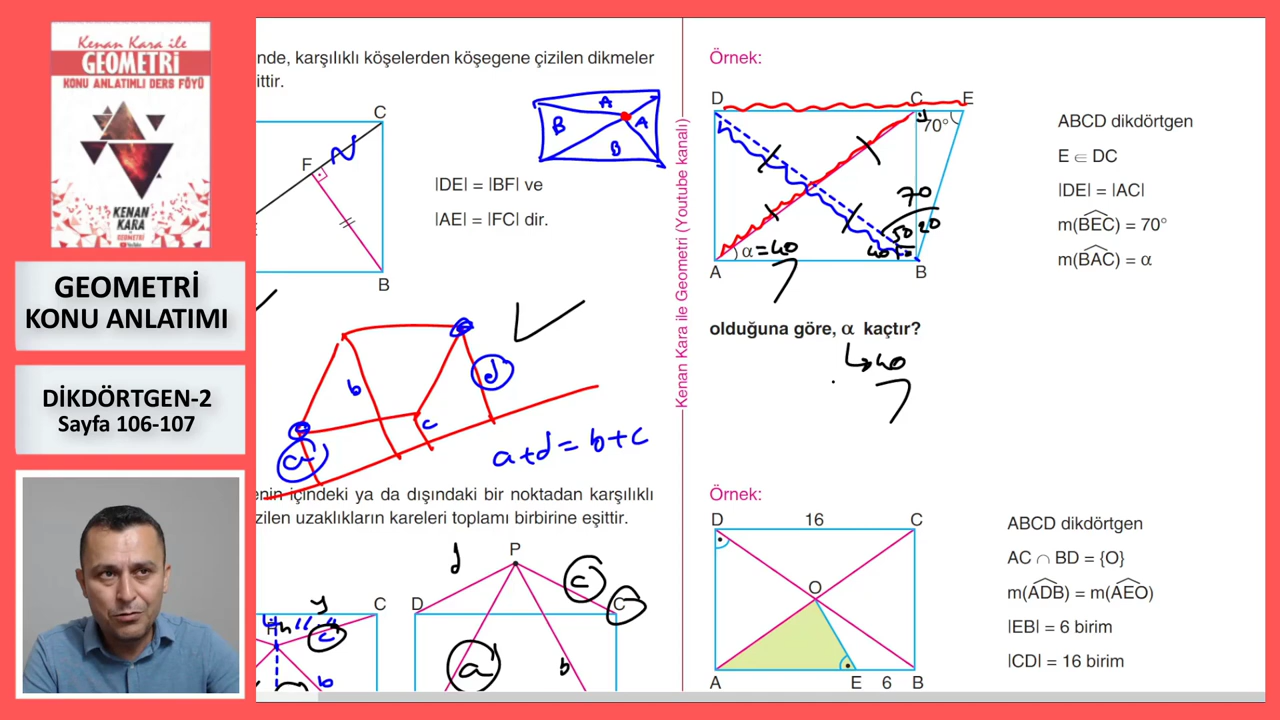 Kenan Kara ile
GEOMETRİ
KONU ANLATIMLI DERS FÖYÜ
KENAN
KARA
GEOMETRİ
GEOMETRİ
KONU ANLATIMI
DİKDÖRTGEN-2
Sayfa 106-107
nde, karşılıklı köşelerden köşegene çizilen dikmeler
ittir.
C
F
B
|DE| = |BF| ve
|AE| = |FC| dir.
A
B
A
B
b
d
c
a
a+d=b+c
enin içindeki ya da dışındaki bir noktadan karşılıklı
zilen uzaklıkların kareleri toplamı birbirine eşittir.
y
C
c
b
d
P
c
D
C
a
b
Kenan Kara ile Geometri (Youtube kanalı)
Örnek:
D
C
E
70°
70
50
20
40
α = 40
A
B
ABCD dikdörtgen
E ∈ DC
|DE| = |AC|
m(BEC) = 70°
m(BAC) = α
olduğuna göre, α kaçtır?
40
Örnek:
D
16
C
O
A
E
6
B
ABCD dikdörtgen
AC ∩ BD = {O}
m(ADB) = m(AEO)
|EB| = 6 birim
|CD| = 16 birim